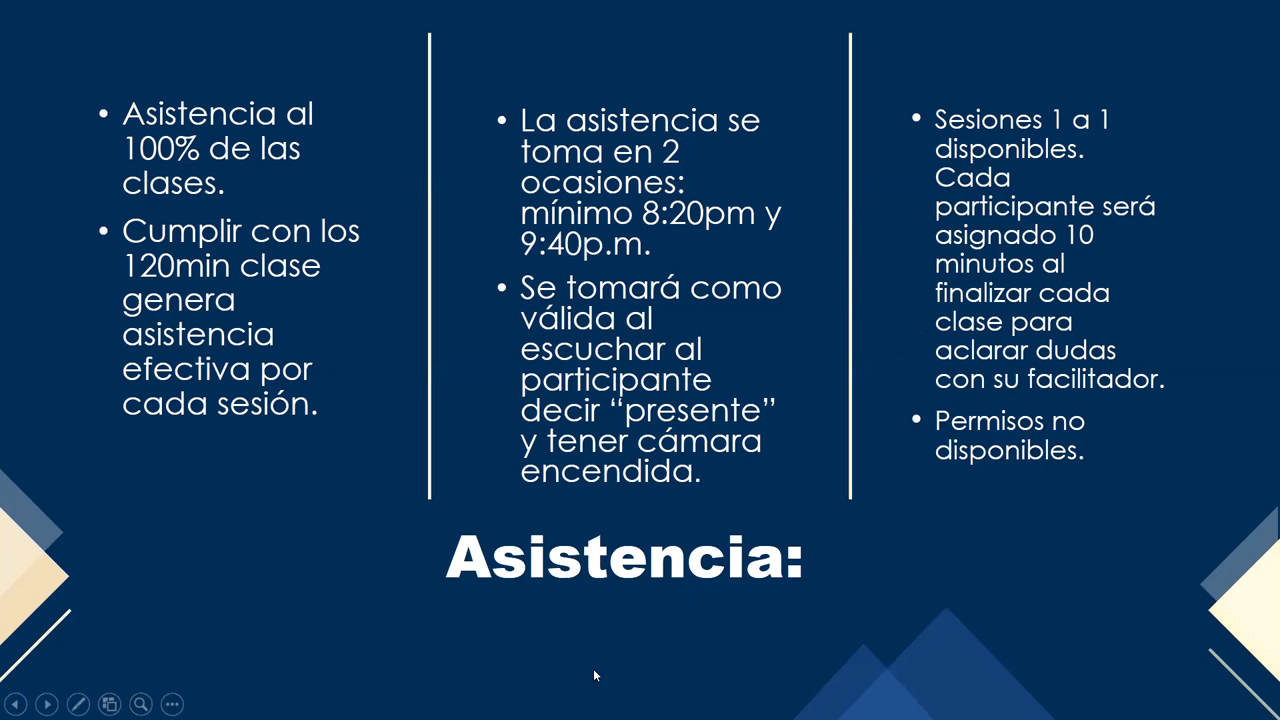 • Asistencia al
100% de las
clases.
• Cumplir con los
120min clase
genera
asistencia
efectiva por
cada sesión.
• La asistencia se
toma en 2
ocasiones:
mínimo 8:20pm y
9:40p.m.
• Se tomará como
válida al
escuchar al
participante
decir “presente”
y tener cámara
encendida.
• Sesiones 1 a 1
disponibles.
Cada
participante será
asignado 10
minutos al
finalizar cada
clase para
aclarar dudas
con su facilitador.
• Permisos no
disponibles.
Asistencia: